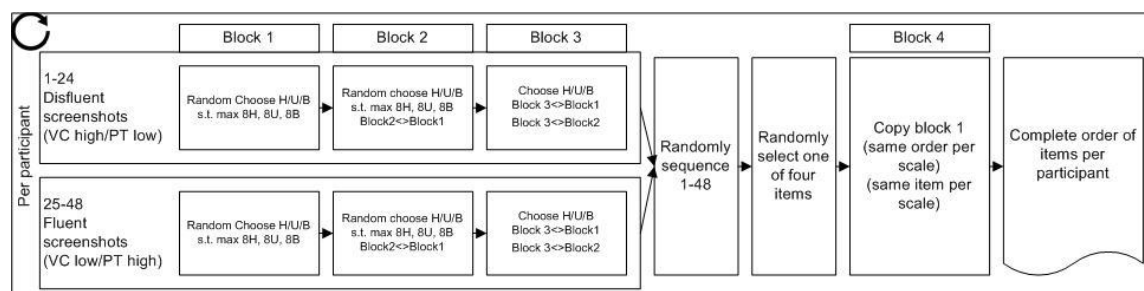 Block 1
Block 2
Block 3
Block 4
Per participant
1-24
Disfluent
screenshots
(VC high/PT low)
Random Choose H/U/B
s.t. max 8H, 8U, 8B
Random choose H/U/B
s.t. max 8H, 8U, 8B
Block2<>Block1
Choose H/U/B
Block 3<>Block1
Block 3<>Block2
25-48
Fluent
screenshots
(VC low/PT high)
Random Choose H/U/B
s.t. max 8H, 8U, 8B
Random choose H/U/B
s.t. max 8H, 8U, 8B
Block2<>Block1
Choose H/U/B
Block 3<>Block1
Block 3<>Block2
Randomly
sequence
1-48
Randomly
select one
of four
items
Copy block 1
(same order per
scale)
(same item per
scale)
Complete order of
items per
participant